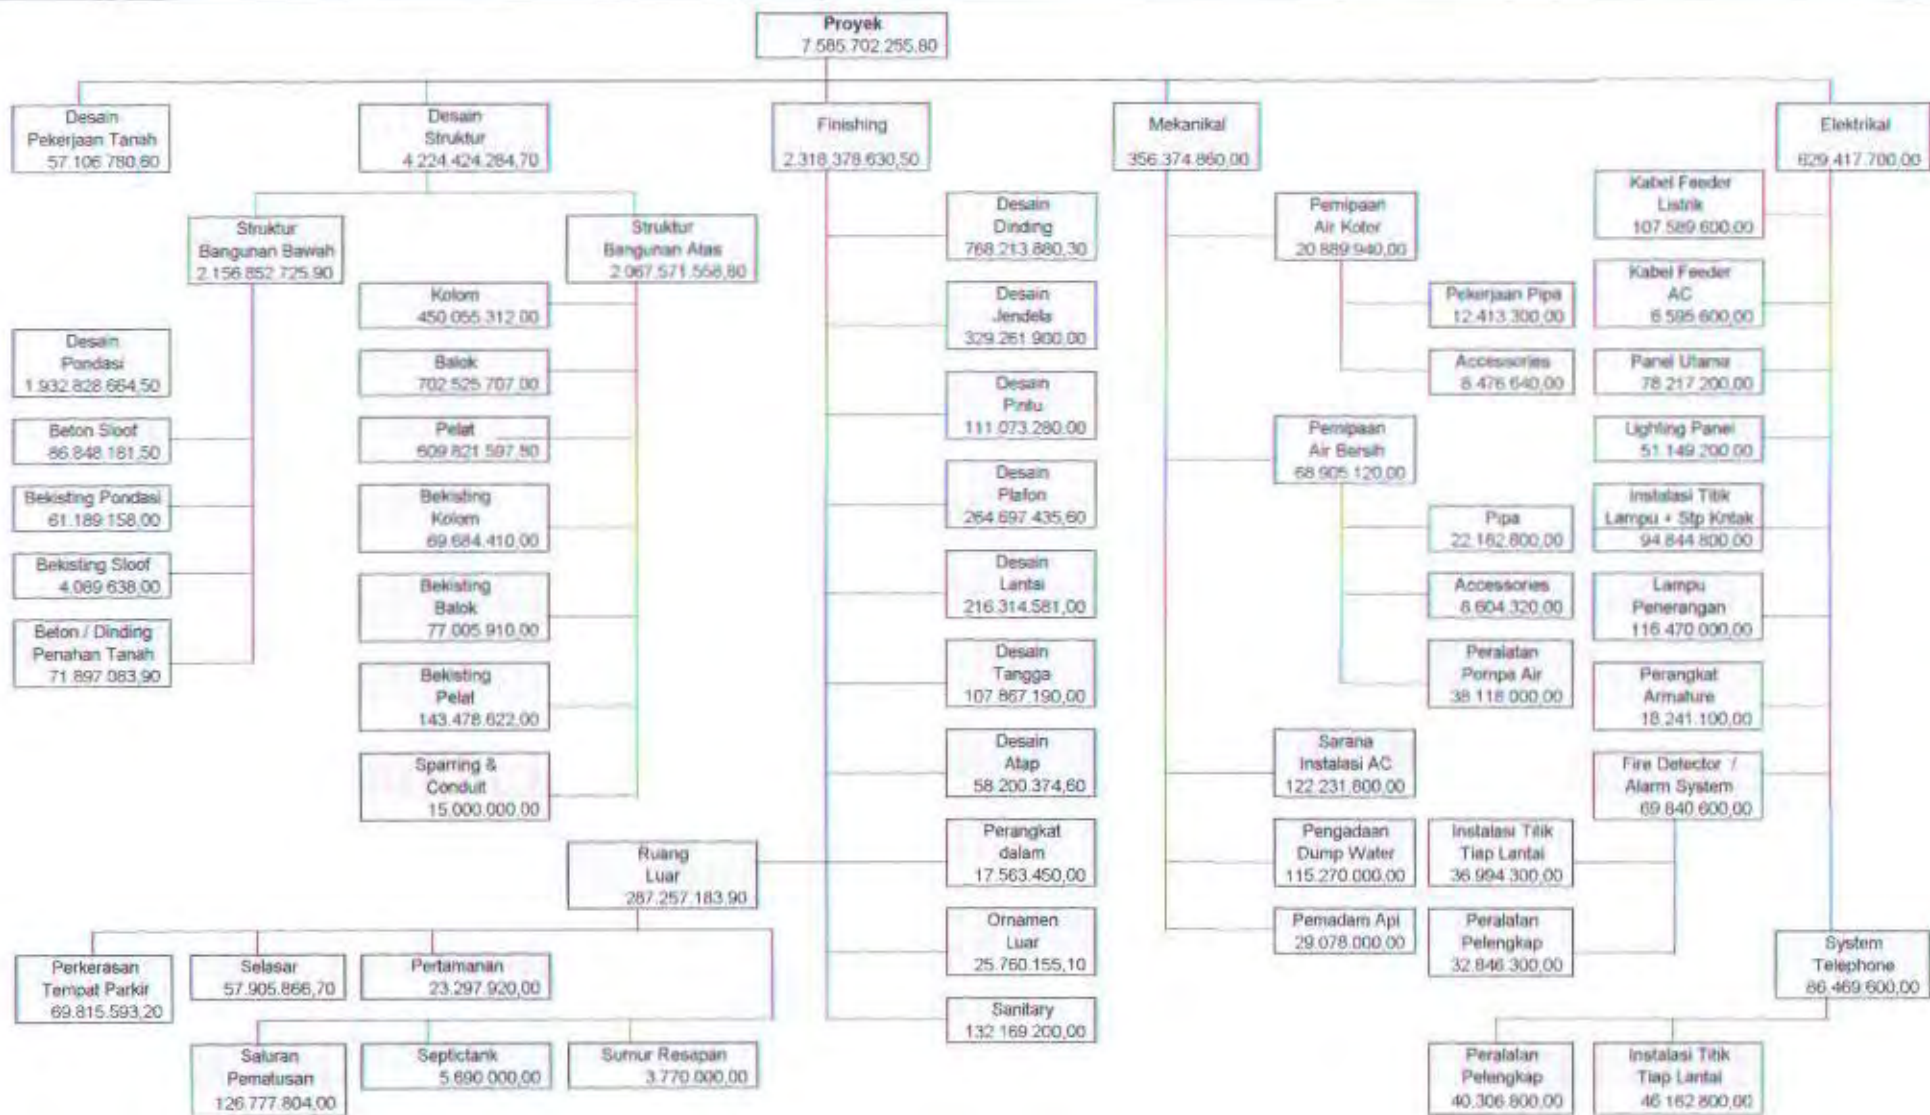 Proyek
7.585.702.255,80
Desain
Pekerjaan Tanah
57.106.780,60
Desain
Struktur
4.224.424.284,70
Finishing
2.318.378.630,50
Mekanikal
356.374.860,00
Elektrikal
629.417.700,00
Struktur
Bangunan Bawah
2.156.852.725,90
Struktur
Bangunan Atas
2.067.571.558,80
Desain
Pondasi
1.932.828.664,50
Beton Sloof
86.848.181,50
Bekisting Pondasi
61.189.158,00
Bekisting Sloof
4.089.638,00
Beton / Dinding
Penahan Tanah
71.897.083,90
Kolom
450.055.312,00
Balok
702.525.707,00
Pelat
609.821.597,80
Bekisting
Kolom
69.684.410,00
Bekisting
Balok
77.005.910,00
Bekisting
Pelat
143.478.622,00
Sparring &
Conduit
15.000.000,00
Desain
Dinding
768.213.880,30
Desain
Jendela
329.261.900,00
Desain
Pintu
111.073.280,00
Desain
Plafon
264.697.435,60
Desain
Lantai
216.314.581,00
Desain
Tangga
107.867.190,00
Desain
Atap
58.200.374,60
Perangkat
dalam
17.563.450,00
Ornamen
Luar
25.760.155,10
Sanitary
132.169.200,00
Ruang
Luar
287.257.183,90
Perkerasan
Tempat Parkir
69.815.593,20
Selasar
57.905.866,70
Pertamanan
23.297.920,00
Saluran
Pematusan
126.777.804,00
Septictank
5.690.000,00
Sumur Resapan
3.770.000,00
Pemipaan
Air Kotor
20.889.940,00
Pekerjaan Pipa
12.413.300,00
Accessories
8.476.640,00
Pemipaan
Air Bersih
68.905.120,00
Pipa
22.182.800,00
Accessories
8.604.320,00
Peralatan
Pompa Air
38.118.000,00
Sarana
Instalasi AC
122.231.800,00
Pengadaan
Dump Water
115.270.000,00
Pemadam Api
29.078.000,00
Kabel Feeder
Listrik
107.589.600,00
Kabel Feeder
AC
6.595.600,00
Panel Utama
78.217.200,00
Lighting Panel
51.149.200,00
Instalasi Titik
Lampu + Stp Kntak
94.844.800,00
Lampu
Penerangan
116.470.000,00
Perangkat
Armature
18.241.100,00
Fire Detector /
Alarm System
69.840.600,00
Instalasi Titik
Tiap Lantai
36.994.300,00
Peralatan
Pelengkap
32.846.300,00
System
Telephone
86.469.600,00
Peralatan
Pelengkap
40.306.800,00
Instalasi Titik
Tiap Lantai
46.162.800,00